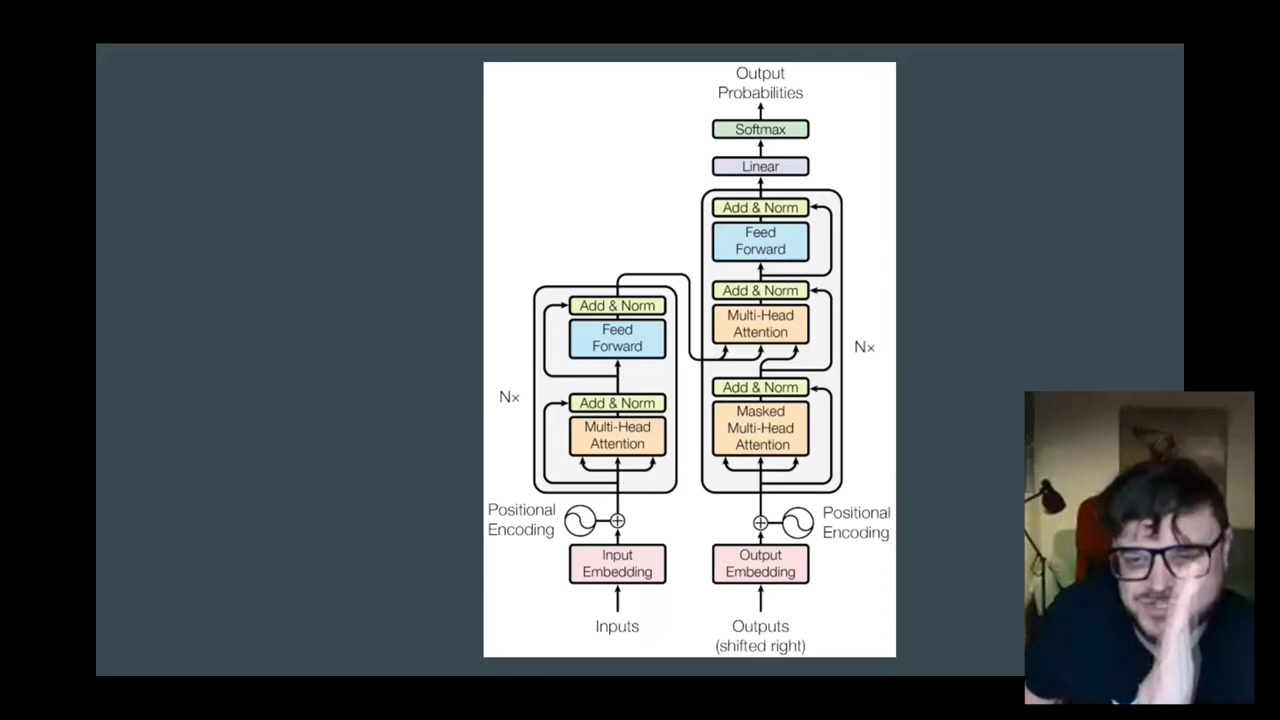 Output
Probabilities
Softmax
Linear
Add & Norm
Feed
Forward
Add & Norm
Multi-Head
Attention
Nx
Add & Norm
Masked
Multi-Head
Attention
Add & Norm
Feed
Forward
Nx
Add & Norm
Multi-Head
Attention
Positional
Encoding
Positional
Encoding
Input
Embedding
Output
Embedding
Inputs
Outputs
(shifted right)